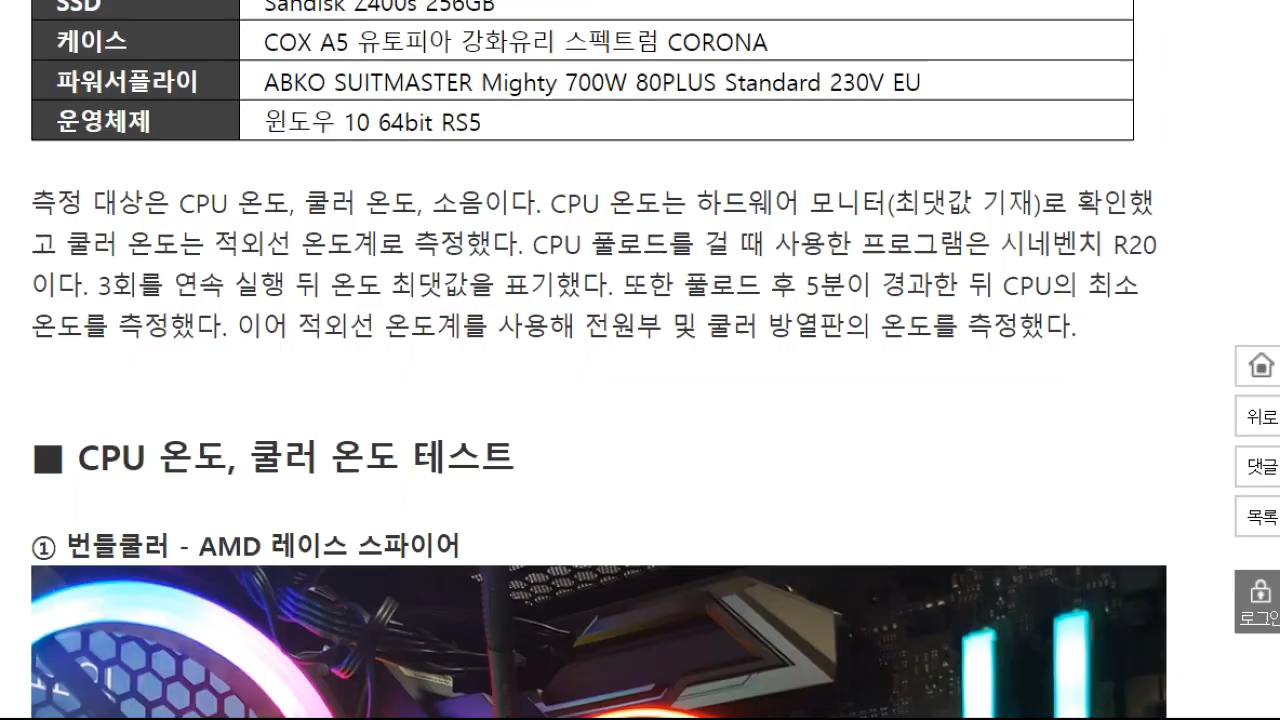 SSD Sandisk Z400s 256GB
케이스 COX A5 유토피아 강화유리 스펙트럼 CORONA
파워서플라이 ABKO SUITMASTER Mighty 700W 80PLUS Standard 230V EU
운영체제 윈도우 10 64bit RS5
측정 대상은 CPU 온도, 쿨러 온도, 소음이다. CPU 온도는 하드웨어 모니터(최댓값 기재)로 확인했
고 쿨러 온도는 적외선 온도계로 측정했다. CPU 풀로드를 걸 때 사용한 프로그램은 시네벤치 R20
이다. 3회를 연속 실행 뒤 온도 최댓값을 표기했다. 또한 풀로드 후 5분이 경과한 뒤 CPU의 최소
온도를 측정했다. 이어 적외선 온도계를 사용해 전원부 및 쿨러 방열판의 온도를 측정했다.
위로
댓글
목록
로그인
■ CPU 온도, 쿨러 온도 테스트
① 번들쿨러 - AMD 레이스 스파이어